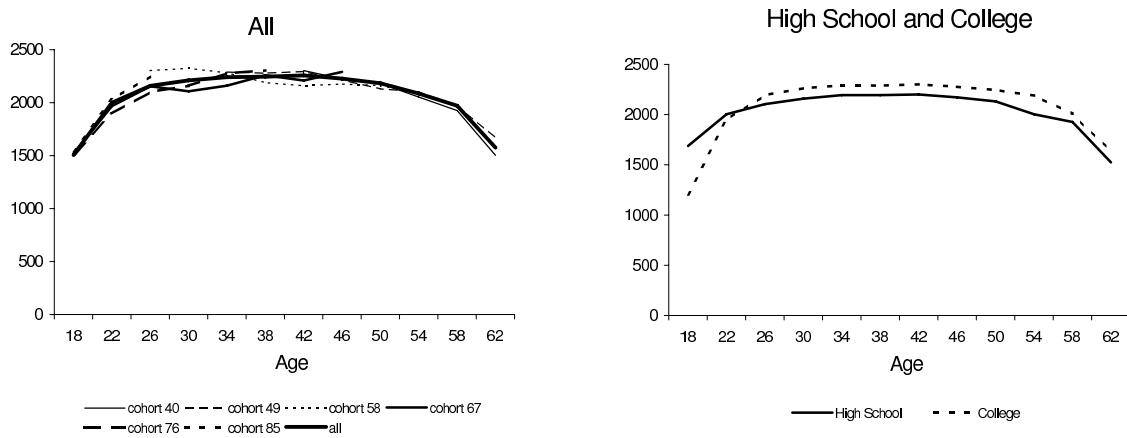 All
2500
2000
1500
1000
500
0
18 22 26 30 34 38 42 46 50 54 58 62
Age
cohort 40 cohort 49 cohort 58 cohort 67
cohort 76 cohort 85 all
High School and College
2500
2000
1500
1000
500
0
18 22 26 30 34 38 42 46 50 54 58 62
Age
High School College